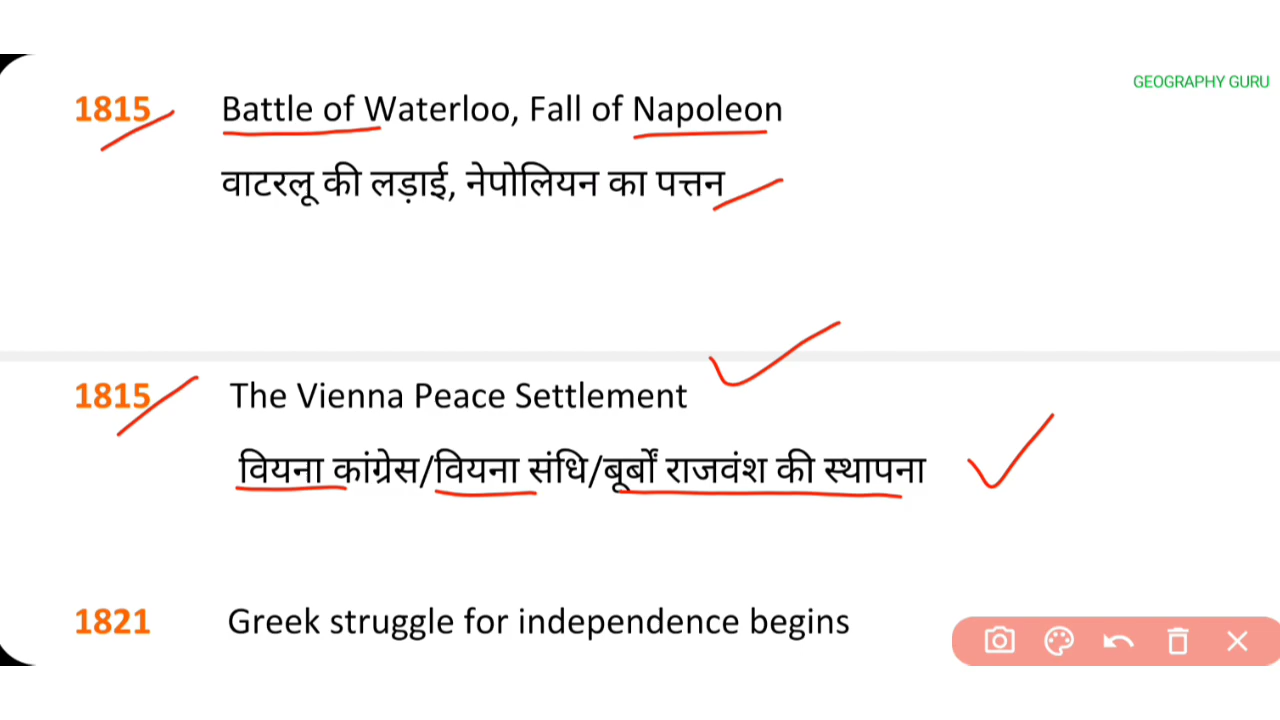 GEOGRAPHY GURU
1815 Battle of Waterloo, Fall of Napoleon
वाटरलू की लड़ाई, नेपोलियन का पत्तन
1815 The Vienna Peace Settlement
वियना कांग्रेस/वियना संधि/बूर्बों राजवंश की स्थापना
1821 Greek struggle for independence begins